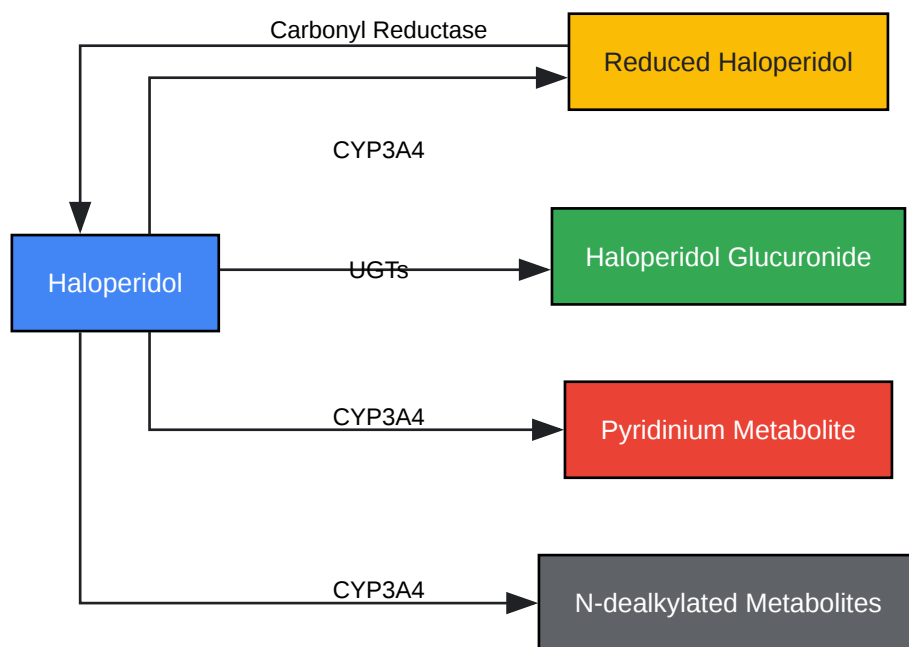 Carbonyl Reductase
Reduced Haloperidol
CYP3A4
Haloperidol Glucuronide
UGTs
Haloperidol
CYP3A4
Pyridinium Metabolite
CYP3A4
N-dealkylated Metabolites